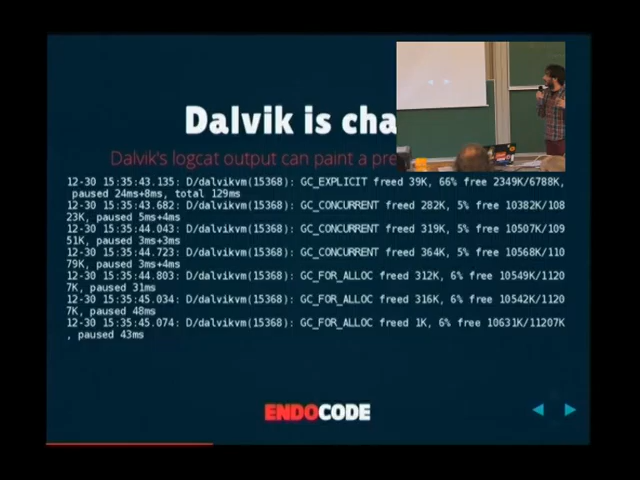 Dalvik is cha
Dalvik's logcat output can paint a pre
12-30 15:35:43.135: D/dalvikvm(15368): GC_EXPLICIT freed 39K, 66% free 2349K/6788K,
paused 24ms+8ms, total 129ms
12-30 15:35:43.682: D/dalvikvm(15368): GC_CONCURRENT freed 282K, 5% free 10382K/108
23K, paused 5ms+4ms
12-30 15:35:44.043: D/dalvikvm(15368): GC_CONCURRENT freed 319K, 5% free 10507K/109
51K, paused 3ms+3ms
12-30 15:35:44.723: D/dalvikvm(15368): GC_CONCURRENT freed 364K, 5% free 10568K/110
79K, paused 3ms+4ms
12-30 15:35:44.803: D/dalvikvm(15368): GC_FOR_ALLOC freed 312K, 6% free 10549K/1120
7K, paused 31ms
12-30 15:35:45.034: D/dalvikvm(15368): GC_FOR_ALLOC freed 316K, 6% free 10542K/1120
7K, paused 48ms
12-30 15:35:45.074: D/dalvikvm(15368): GC_FOR_ALLOC freed 1K, 6% free 10631K/11207K
, paused 43ms
ENDOCODE